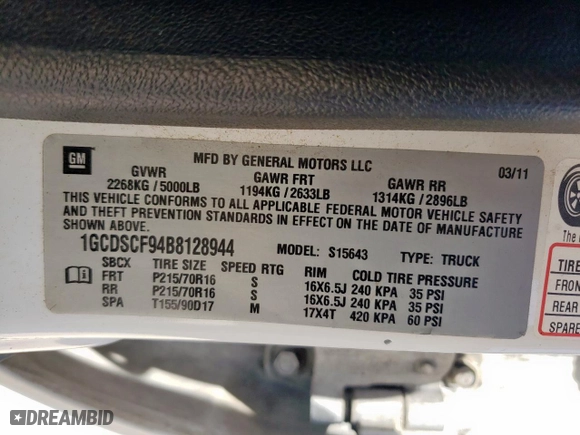 GM
MFD BY GENERAL MOTORS LLC
03/11
GVWR GAWR FRT GAWR RR
2268KG / 5000LB 1194KG / 2633LB 1314KG / 2896LB
THIS VEHICLE CONFORMS TO ALL APPLICABLE FEDERAL MOTOR VEHICLE SAFETY
AND THEFT PREVENTION STANDARDS IN EFFECT ON THE DATE OF MANUFACTURE
SHOWN ABOVE.
1GCDSCF94B8128944 MODEL: S15643 TYPE: TRUCK
SBCX TIRE SIZE SPEED RTG RIM COLD TIRE PRESSURE
FRT P215/70R16 S 16X6.5J 240 KPA 35 PSI
RR P215/70R16 S 16X6.5J 240 KPA 35 PSI
SPA T155/90D17 M 17X4T 420 KPA 60 PSI
The
TIRE
FRON
REAR
SPARE
DREAMBID